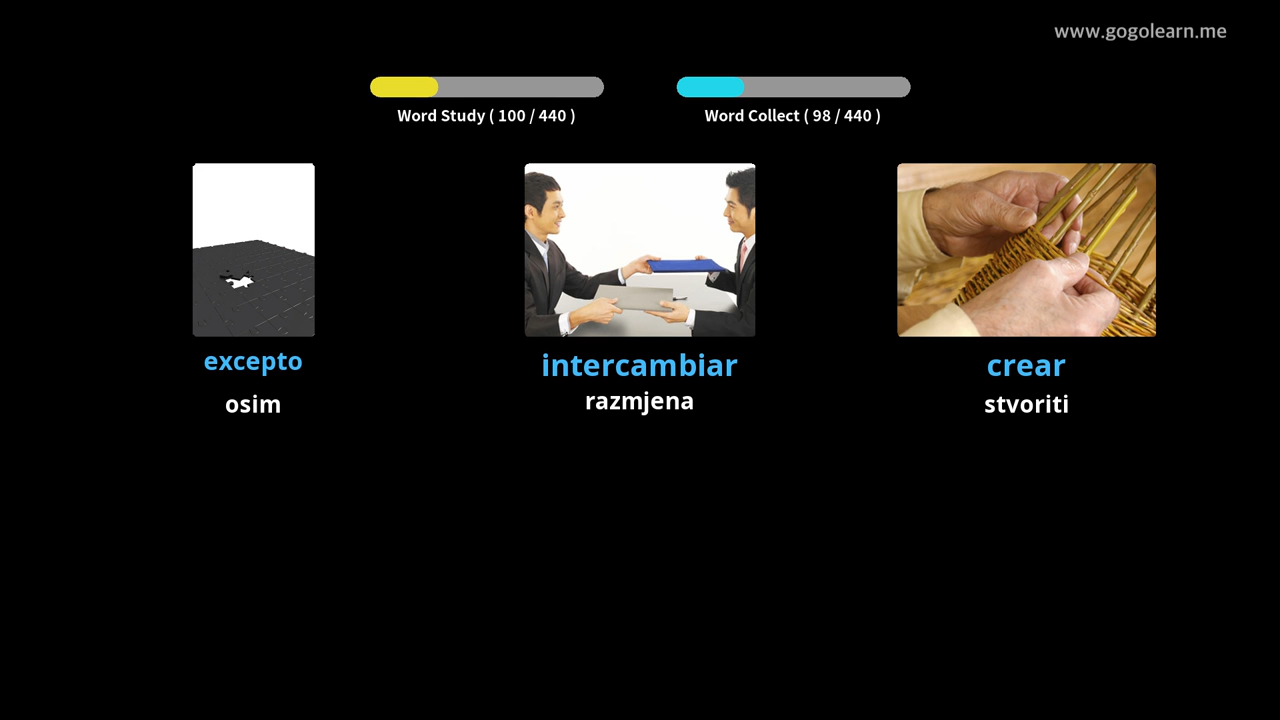 www.gogolearn.me
Word Study ( 100 / 440 )
Word Collect ( 98 / 440 )
excepto
intercambiar
crear
osim
razmjena
stvoriti